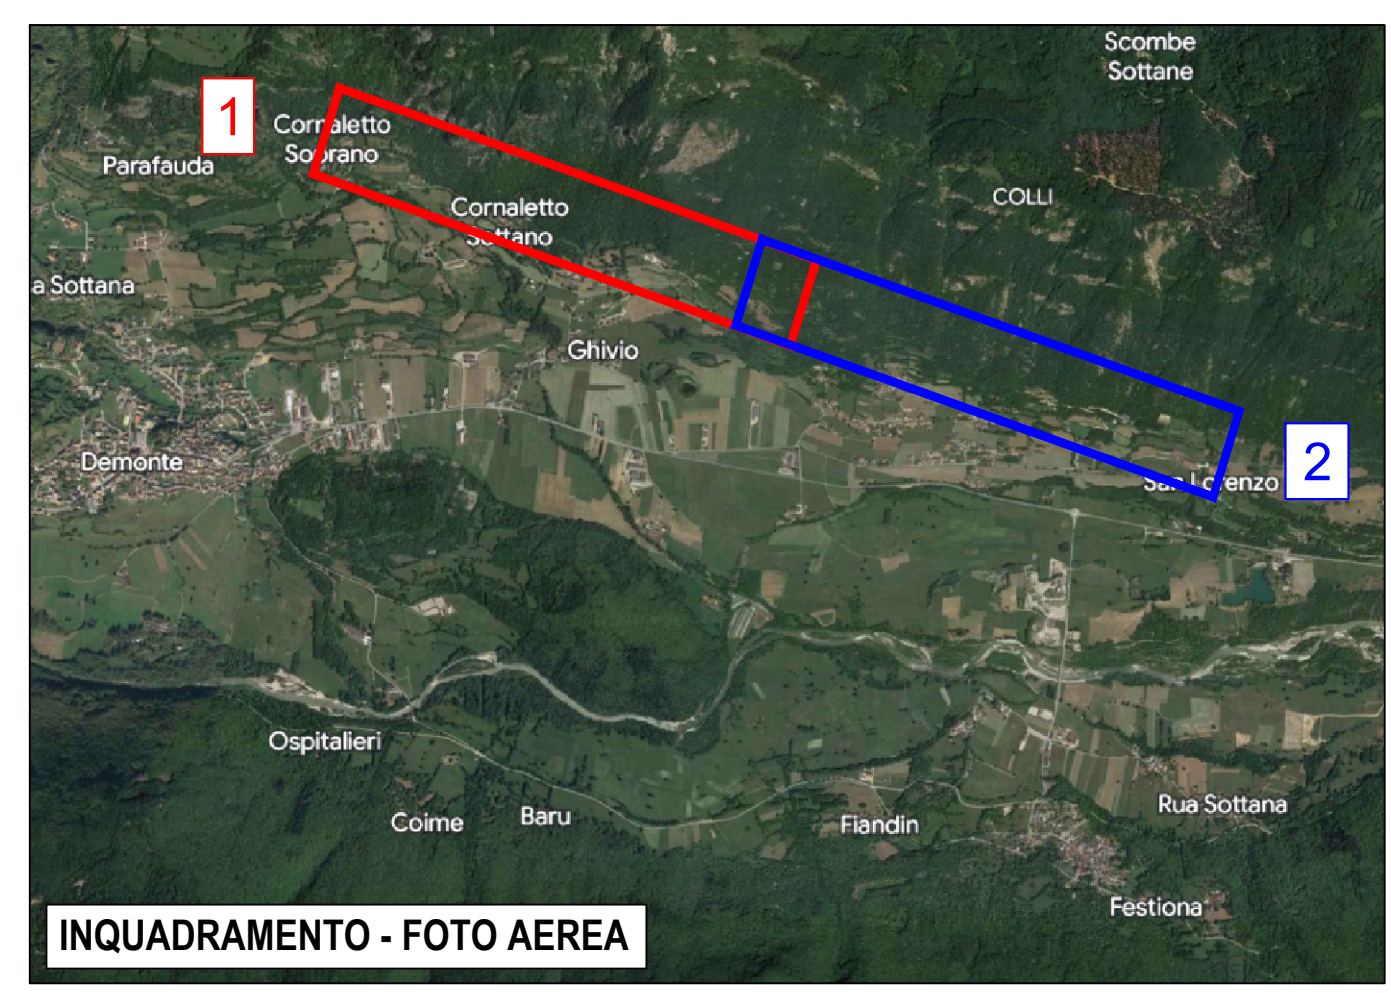 Scombe
Sottane
1
Cornaletto
Soprano
Parafauda
COLLI
Cornaletto
Sottano
a Sottana
Ghivio
Demonte
2
San Lorenzo
Ospitalieri
Coime
Baru
Fiandin
Rua Sottana
Festiona
INQUADRAMENTO - FOTO AEREA